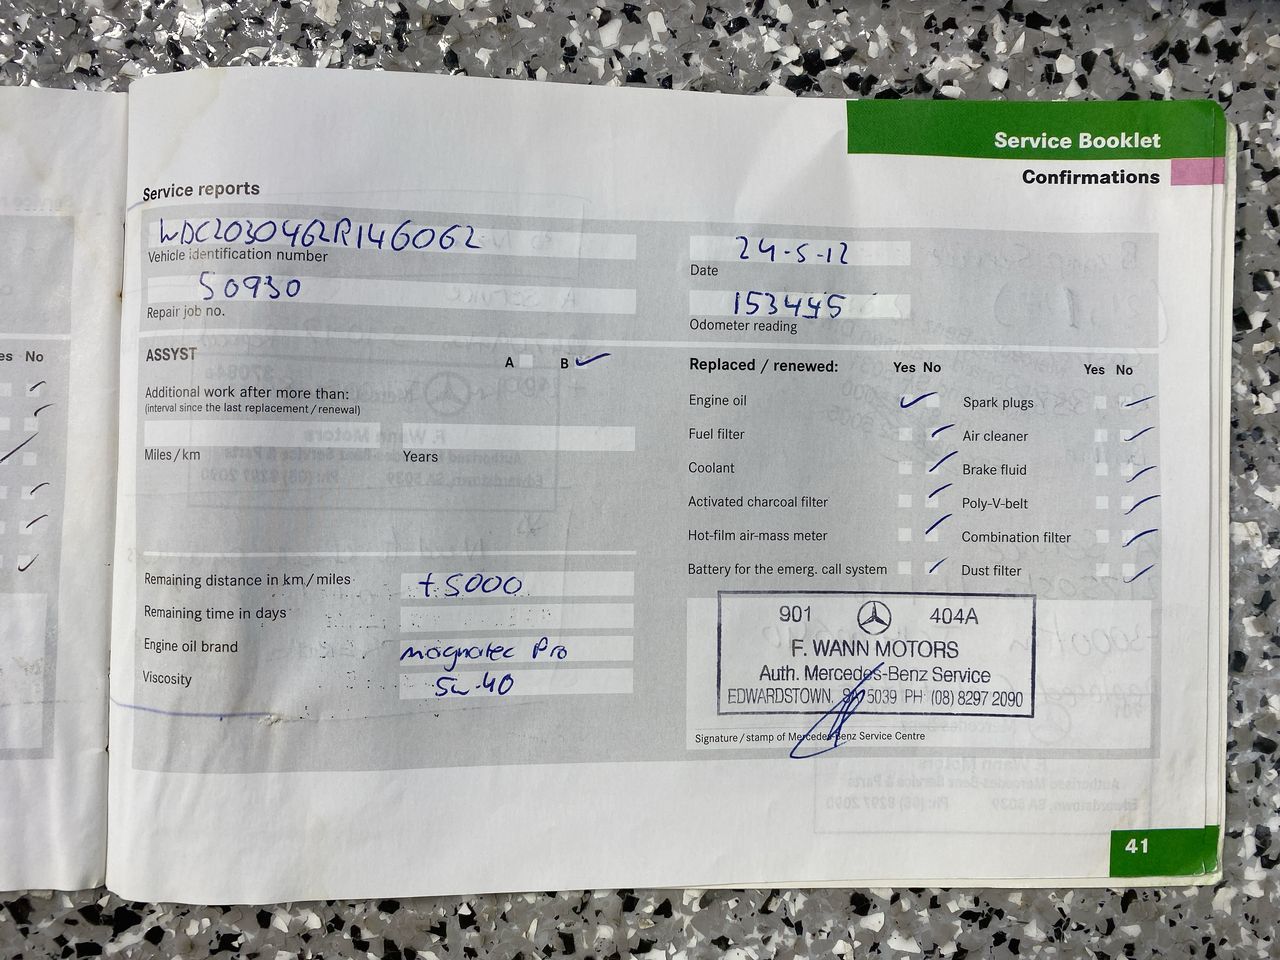 Service Booklet
Confirmations
Service reports
WDC2030462R146062
Vehicle identification number
50930
Repair job no.
24-5-12
Date
153445
Odometer reading
ASSYST A B ✓
Additional work after more than:
(interval since the last replacement / renewal)
Miles / km Years
Remaining distance in km./miles +5000
Remaining time in days
Engine oil brand magnatec Pro
Viscosity 5w-40
es No
Replaced / renewed: Yes No Yes No
Engine oil Spark plugs
Fuel filter Air cleaner
Coolant Brake fluid
Activated charcoal filter Poly-V-belt
Hot-film air-mass meter Combination filter
Battery for the emerg. call system Dust filter
901 404A
F. WANN MOTORS
Auth. Mercedes-Benz Service
EDWARDSTOWN, SA 5039 PH: (08) 8297 2090
Signature / stamp of Mercedes-Benz Service Centre
41